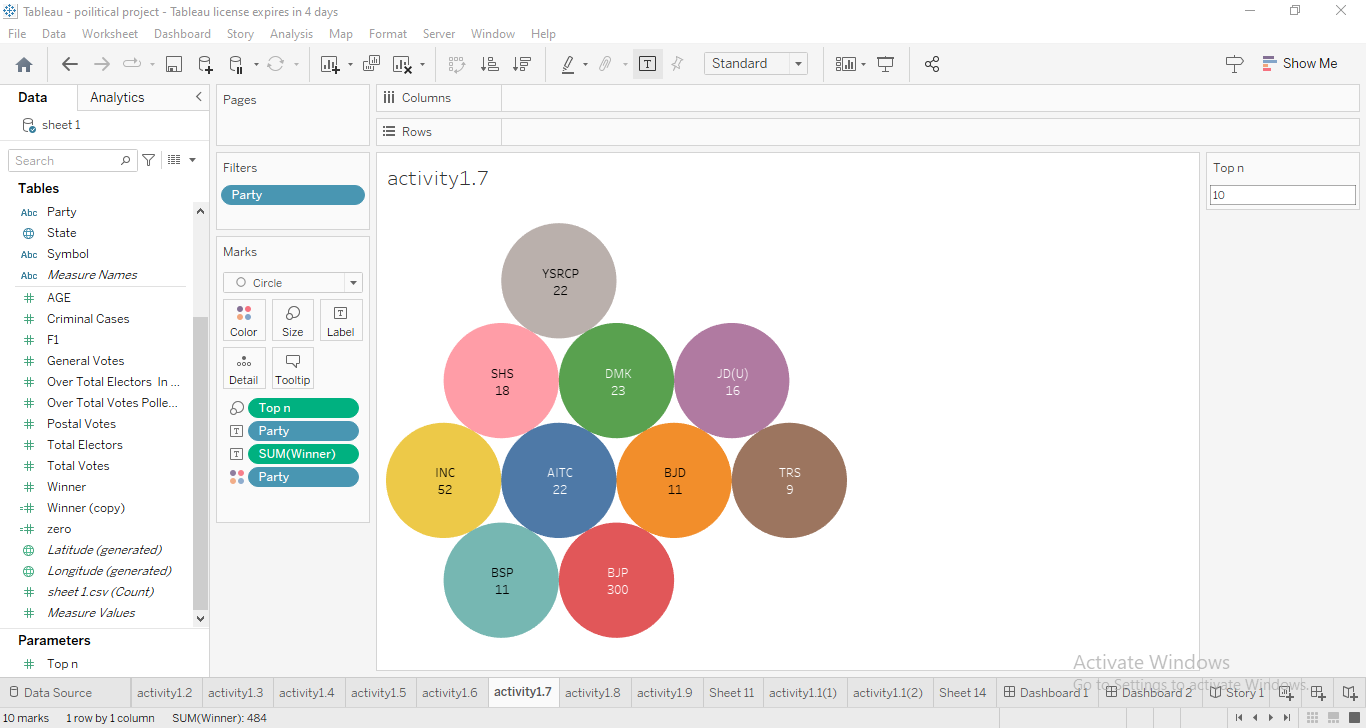 Tableau - poilitical project - Tableau license expires in 4 days
File Data Worksheet Dashboard Story Analysis Map Format Server Window Help
Standard
Show Me
Data Analytics
sheet 1
Search
Tables
Abc Party
State
Abc Symbol
Abc Measure Names
# AGE
# Criminal Cases
# F1
# General Votes
# Over Total Electors In ...
# Over Total Votes Polle...
# Postal Votes
# Total Electors
# Total Votes
# Winner
=# Winner (copy)
=# zero
Latitude (generated)
Longitude (generated)
# sheet 1.csv (Count)
# Measure Values
Parameters
# Top n
Pages
Filters
Party
Marks
Circle
Color Size Label
Detail Tooltip
Top n
Party
SUM(Winner)
Party
Columns
Rows
activity1.7
YSRCP
22
SHS
18
DMK
23
JD(U)
16
INC
52
AITC
22
BJD
11
TRS
9
BSP
11
BJP
300
Top n
10
Activate Windows
Go to Settings to activate Windows.
Data Source activity1.2 activity1.3 activity1.4 activity1.5 activity1.6 activity1.7 activity1.8 activity1.9 Sheet 11 activity1.1(1) activity1.1(2) Sheet 14 Dashboard 1 Dashboard 2 Story 1
10 marks 1 row by 1 column SUM(Winner): 484